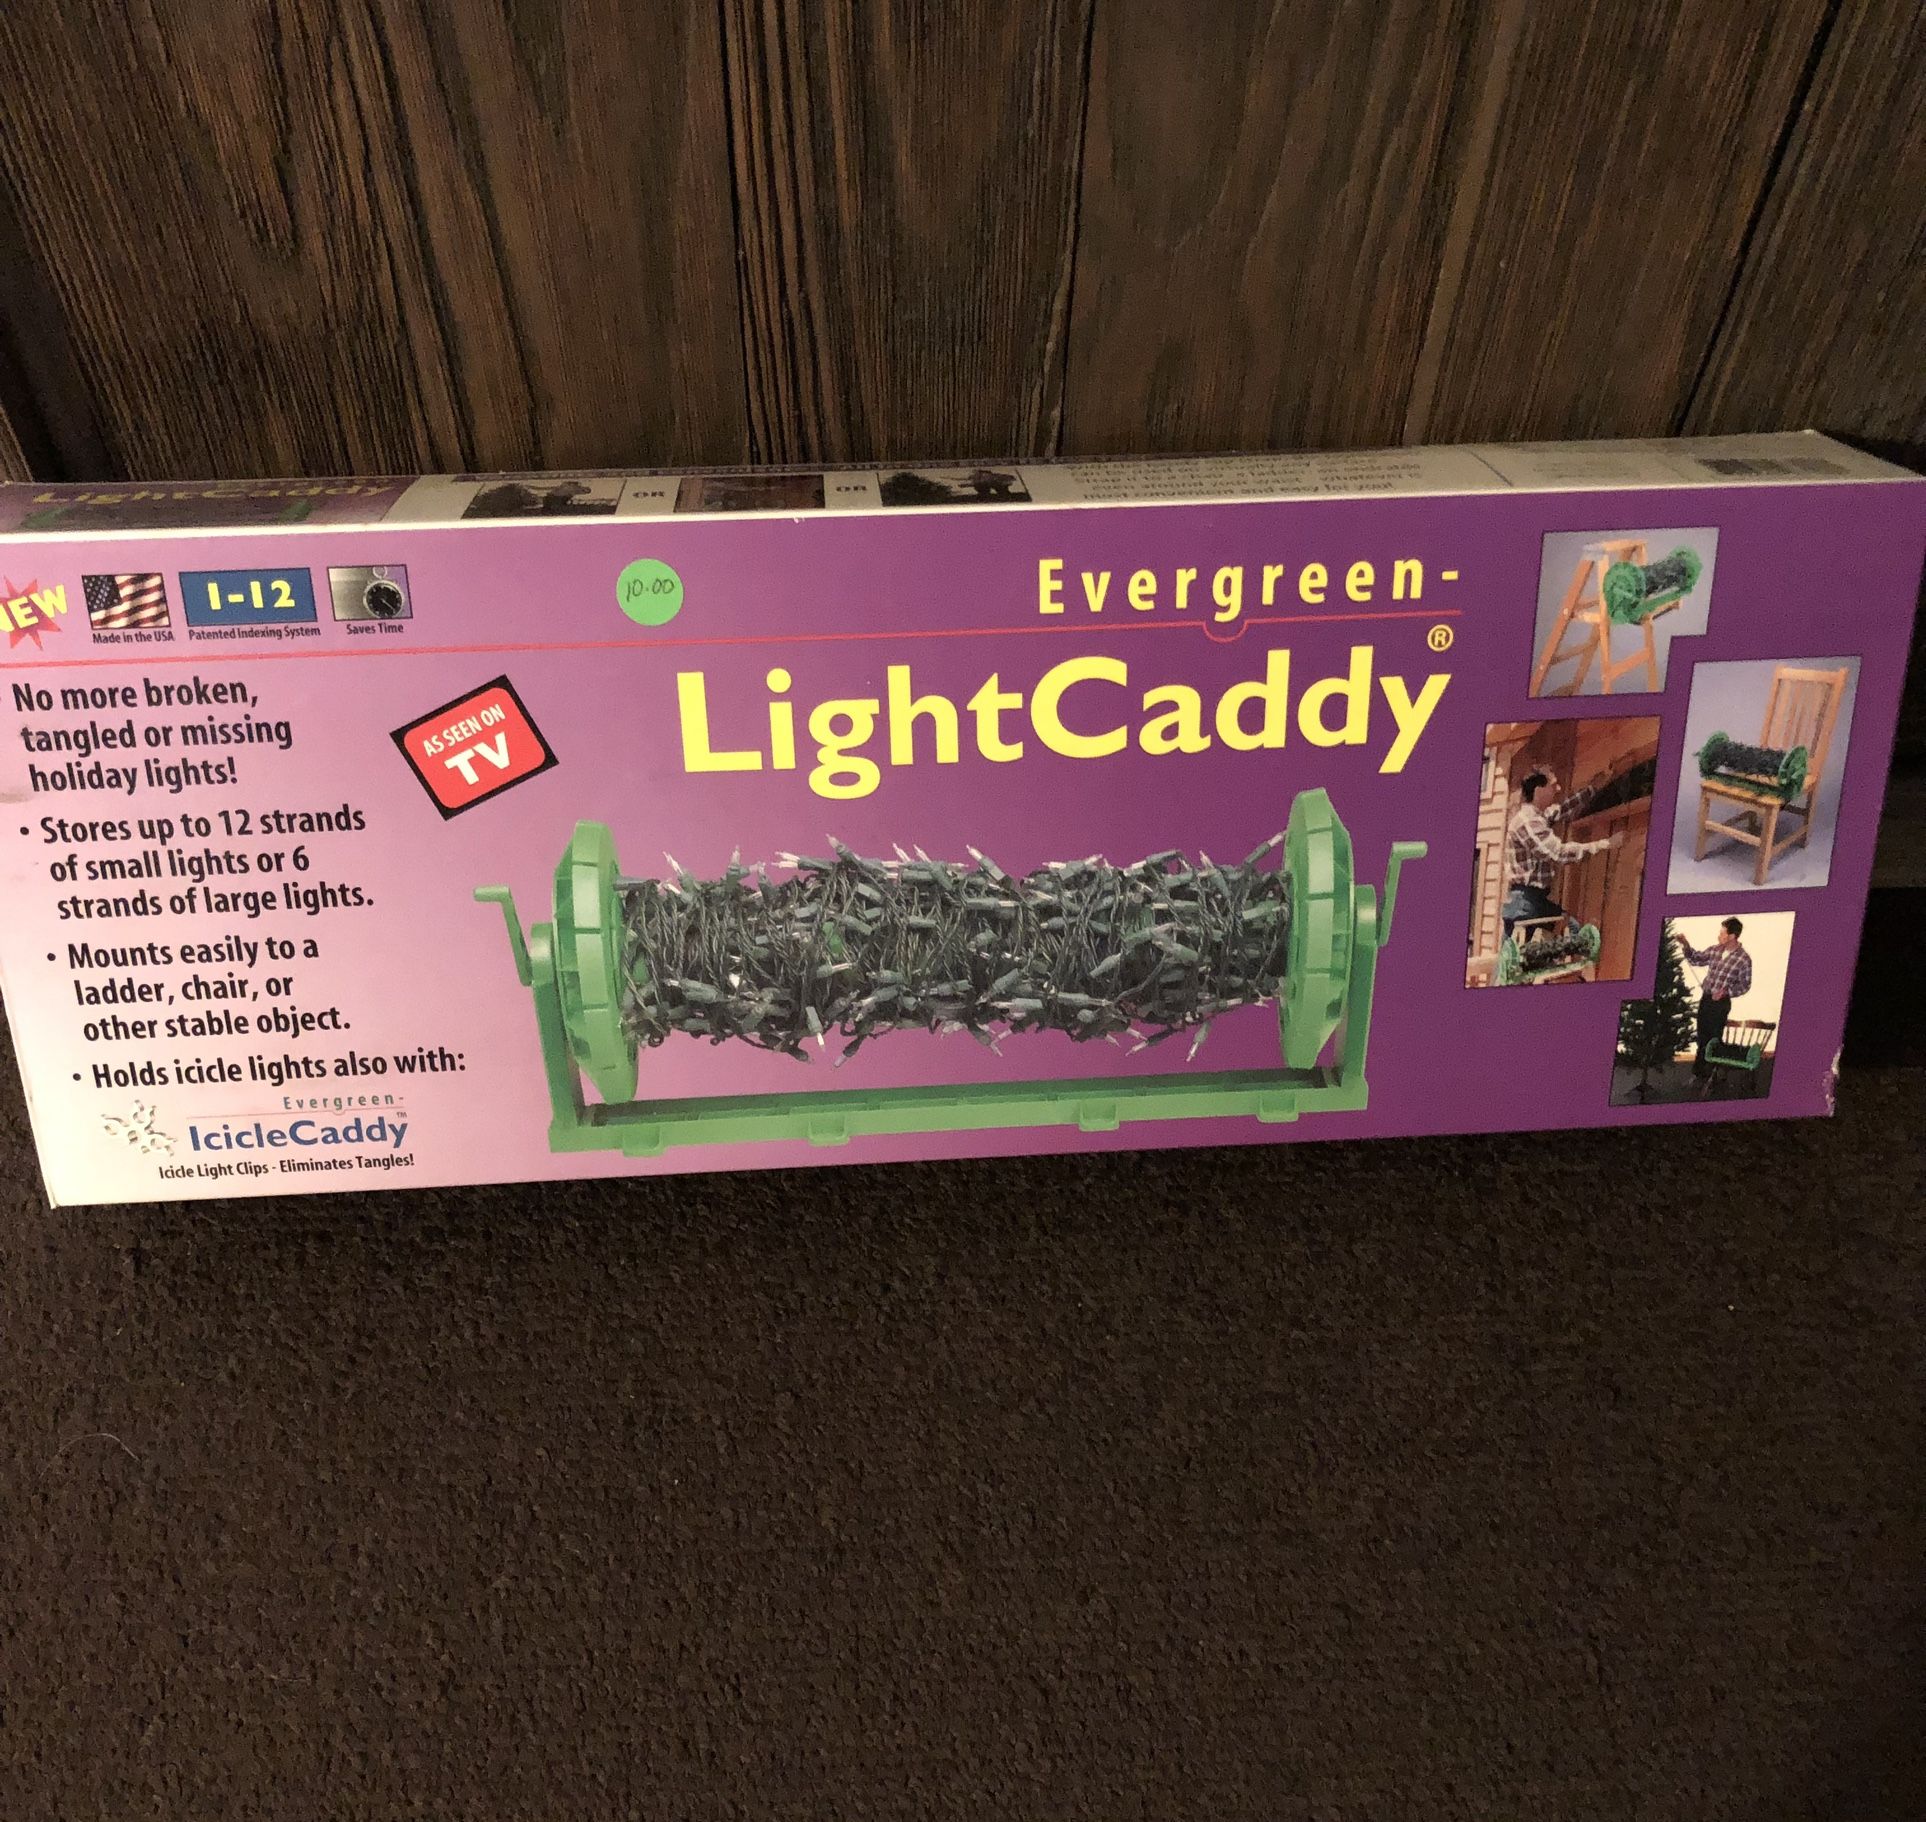 LightCaddy
OR
OR
NEW
Made in the USA
1-12
Patented Indexing System
Saves Time
10.00
Evergreen-
LightCaddy®
AS SEEN ON
TV
No more broken,
tangled or missing
holiday lights!
• Stores up to 12 strands
of small lights or 6
strands of large lights.
• Mounts easily to a
ladder, chair, or
other stable object.
• Holds icicle lights also with:
Evergreen-
IcicleCaddy™
Icicle Light Clips - Eliminates Tangles!